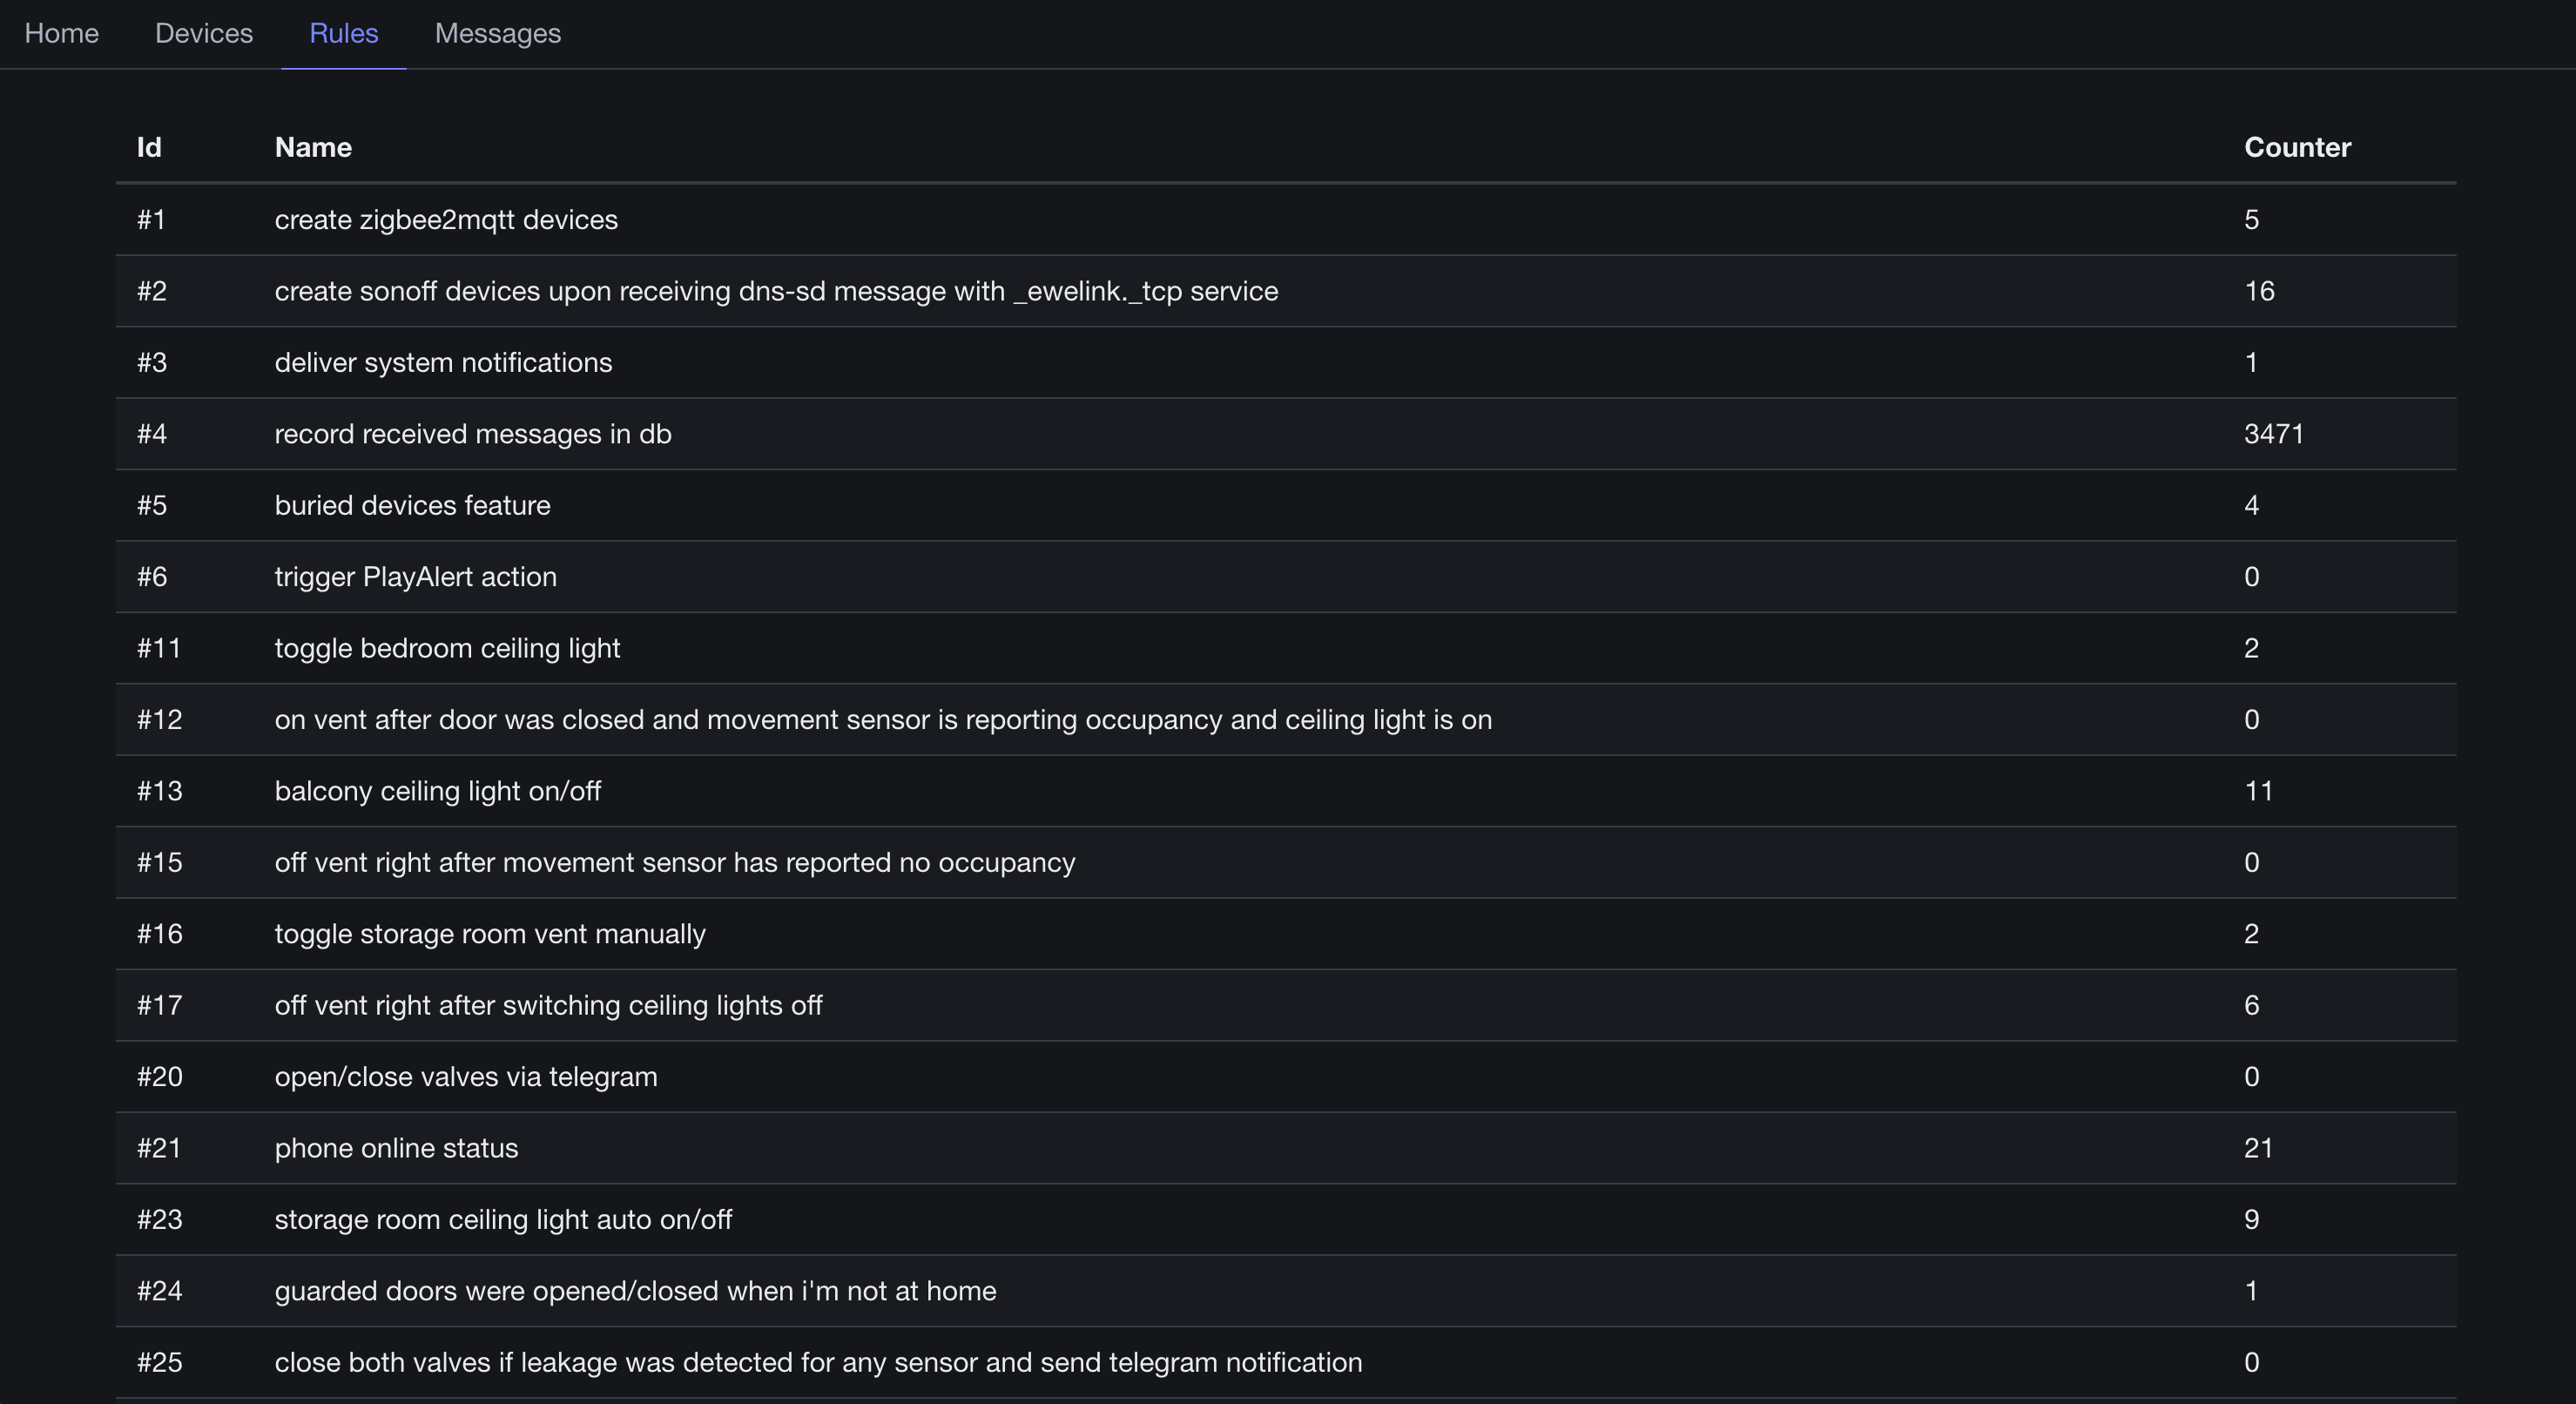 Home Devices Rules Messages
Id Name Counter
#1 create zigbee2mqtt devices 5
#2 create sonoff devices upon receiving dns-sd message with _ewelink._tcp service 16
#3 deliver system notifications 1
#4 record received messages in db 3471
#5 buried devices feature 4
#6 trigger PlayAlert action 0
#11 toggle bedroom ceiling light 2
#12 on vent after door was closed and movement sensor is reporting occupancy and ceiling light is on 0
#13 balcony ceiling light on/off 11
#15 off vent right after movement sensor has reported no occupancy 0
#16 toggle storage room vent manually 2
#17 off vent right after switching ceiling lights off 6
#20 open/close valves via telegram 0
#21 phone online status 21
#23 storage room ceiling light auto on/off 9
#24 guarded doors were opened/closed when i'm not at home 1
#25 close both valves if leakage was detected for any sensor and send telegram notification 0